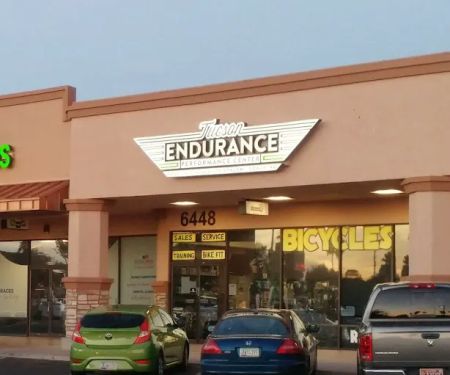 Tucson
ENDURANCE
PERFORMANCE CENTER
6448
SALES SERVICE
TRAINING BIKE FIT
BICYCLES